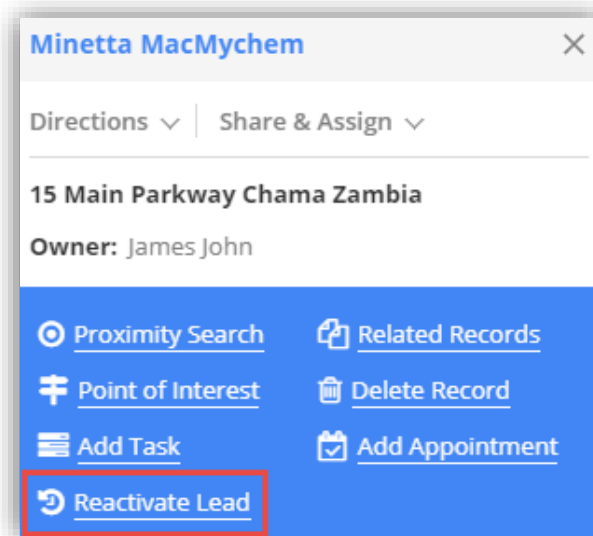 Minetta MacMychem
Directions Share & Assign
15 Main Parkway Chama Zambia
Owner: James John
Proximity Search Related Records
Point of Interest Delete Record
Add Task Add Appointment
Reactivate Lead